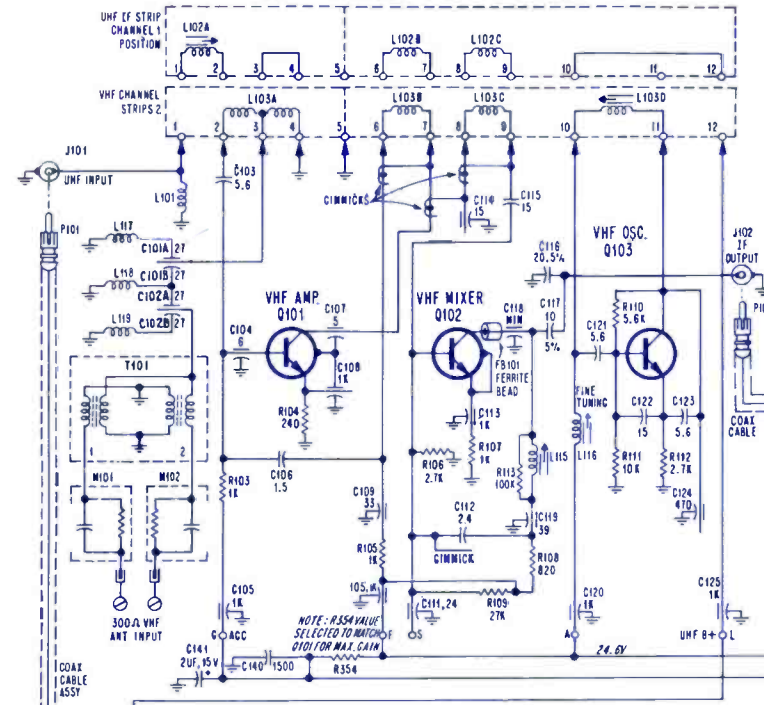 UHF IF STRIP
CHANNEL 1
POSITION
L102A
L102B
L102C
1 2 3 4 5 6 7 8 9 10 11 12
VHF CHANNEL
STRIPS 2
L103A
L103B
L103C
L103D
1 2 3 4 5 6 7 8 9 10 11 12
J101
UHF INPUT
L101
C103
5.6
GIMMICKS
C114
15
C115
15
P101
L117
C101A 27
C101B 27
L118
C102A 27
C102B 27
L119
VHF AMP.
Q101
C107
5
C104
6
C108
1K
R104
240
VHF MIXER
Q102
C118
MIN
FB101
FERRITE
BEAD
C116
20.5%
C117
10
5%
VHF OSC.
Q103
J102
IF
OUTPUT
COAX
CABLE
C121
5.6
R110
5.6K
FINE
TUNING
L116
C122
15
C123
5.6
R111
10K
R112
2.7K
C124
470
T101
1 2
M101
M102
300Ω VHF
ANT INPUT
R103
1K
C106
1.5
C109
33
R105
1K
C113
1K
R107
1K
R106
2.7K
R113
100K
L115
C112
2.4
GIMMICK
C119
39
R108
820
R109
27K
C105
1K
G AGC
105,1K
F
C111,24
S
C120
1K
A
C125
1K
UHF B+ L
NOTE: R354 VALUE
SELECTED TO MATCH
Q101 FOR MAX. GAIN
C141
2UF, 15V
C140 1500
R354
24.6V
COAX
CABLE
ASSY